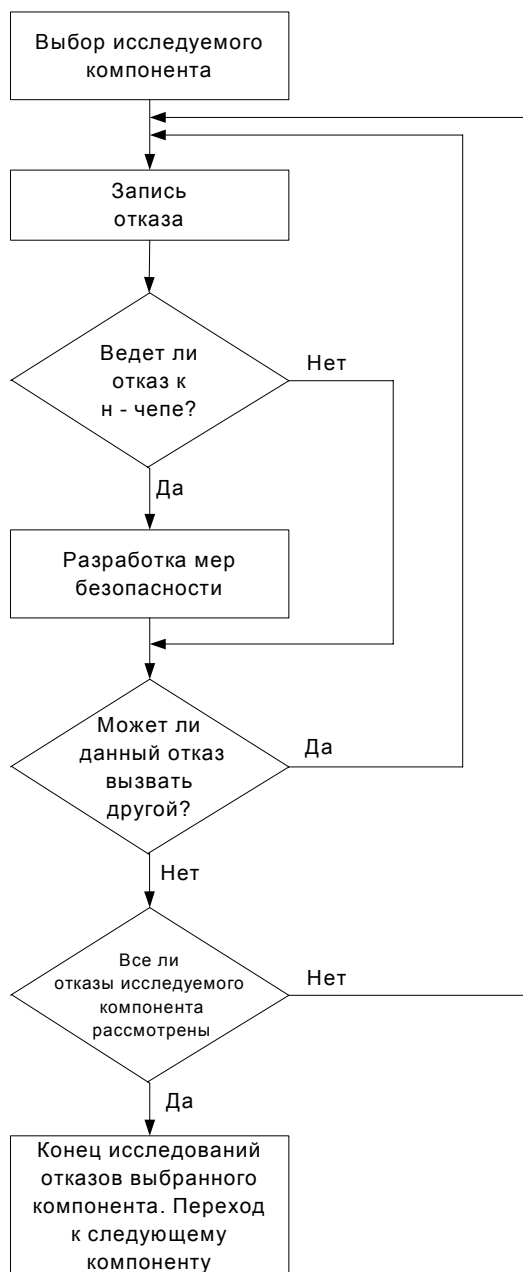 Выбор исследуемого
компонента
Запись
отказа
Ведет ли
отказ к
н - чепе?
Нет
Да
Разработка мер
безопасности
Может ли
данный отказ
вызвать
другой?
Да
Нет
Все ли
отказы исследуемого
компонента
рассмотрены
Нет
Да
Конец исследований
отказов выбранного
компонента. Переход
к следующему
компоненту